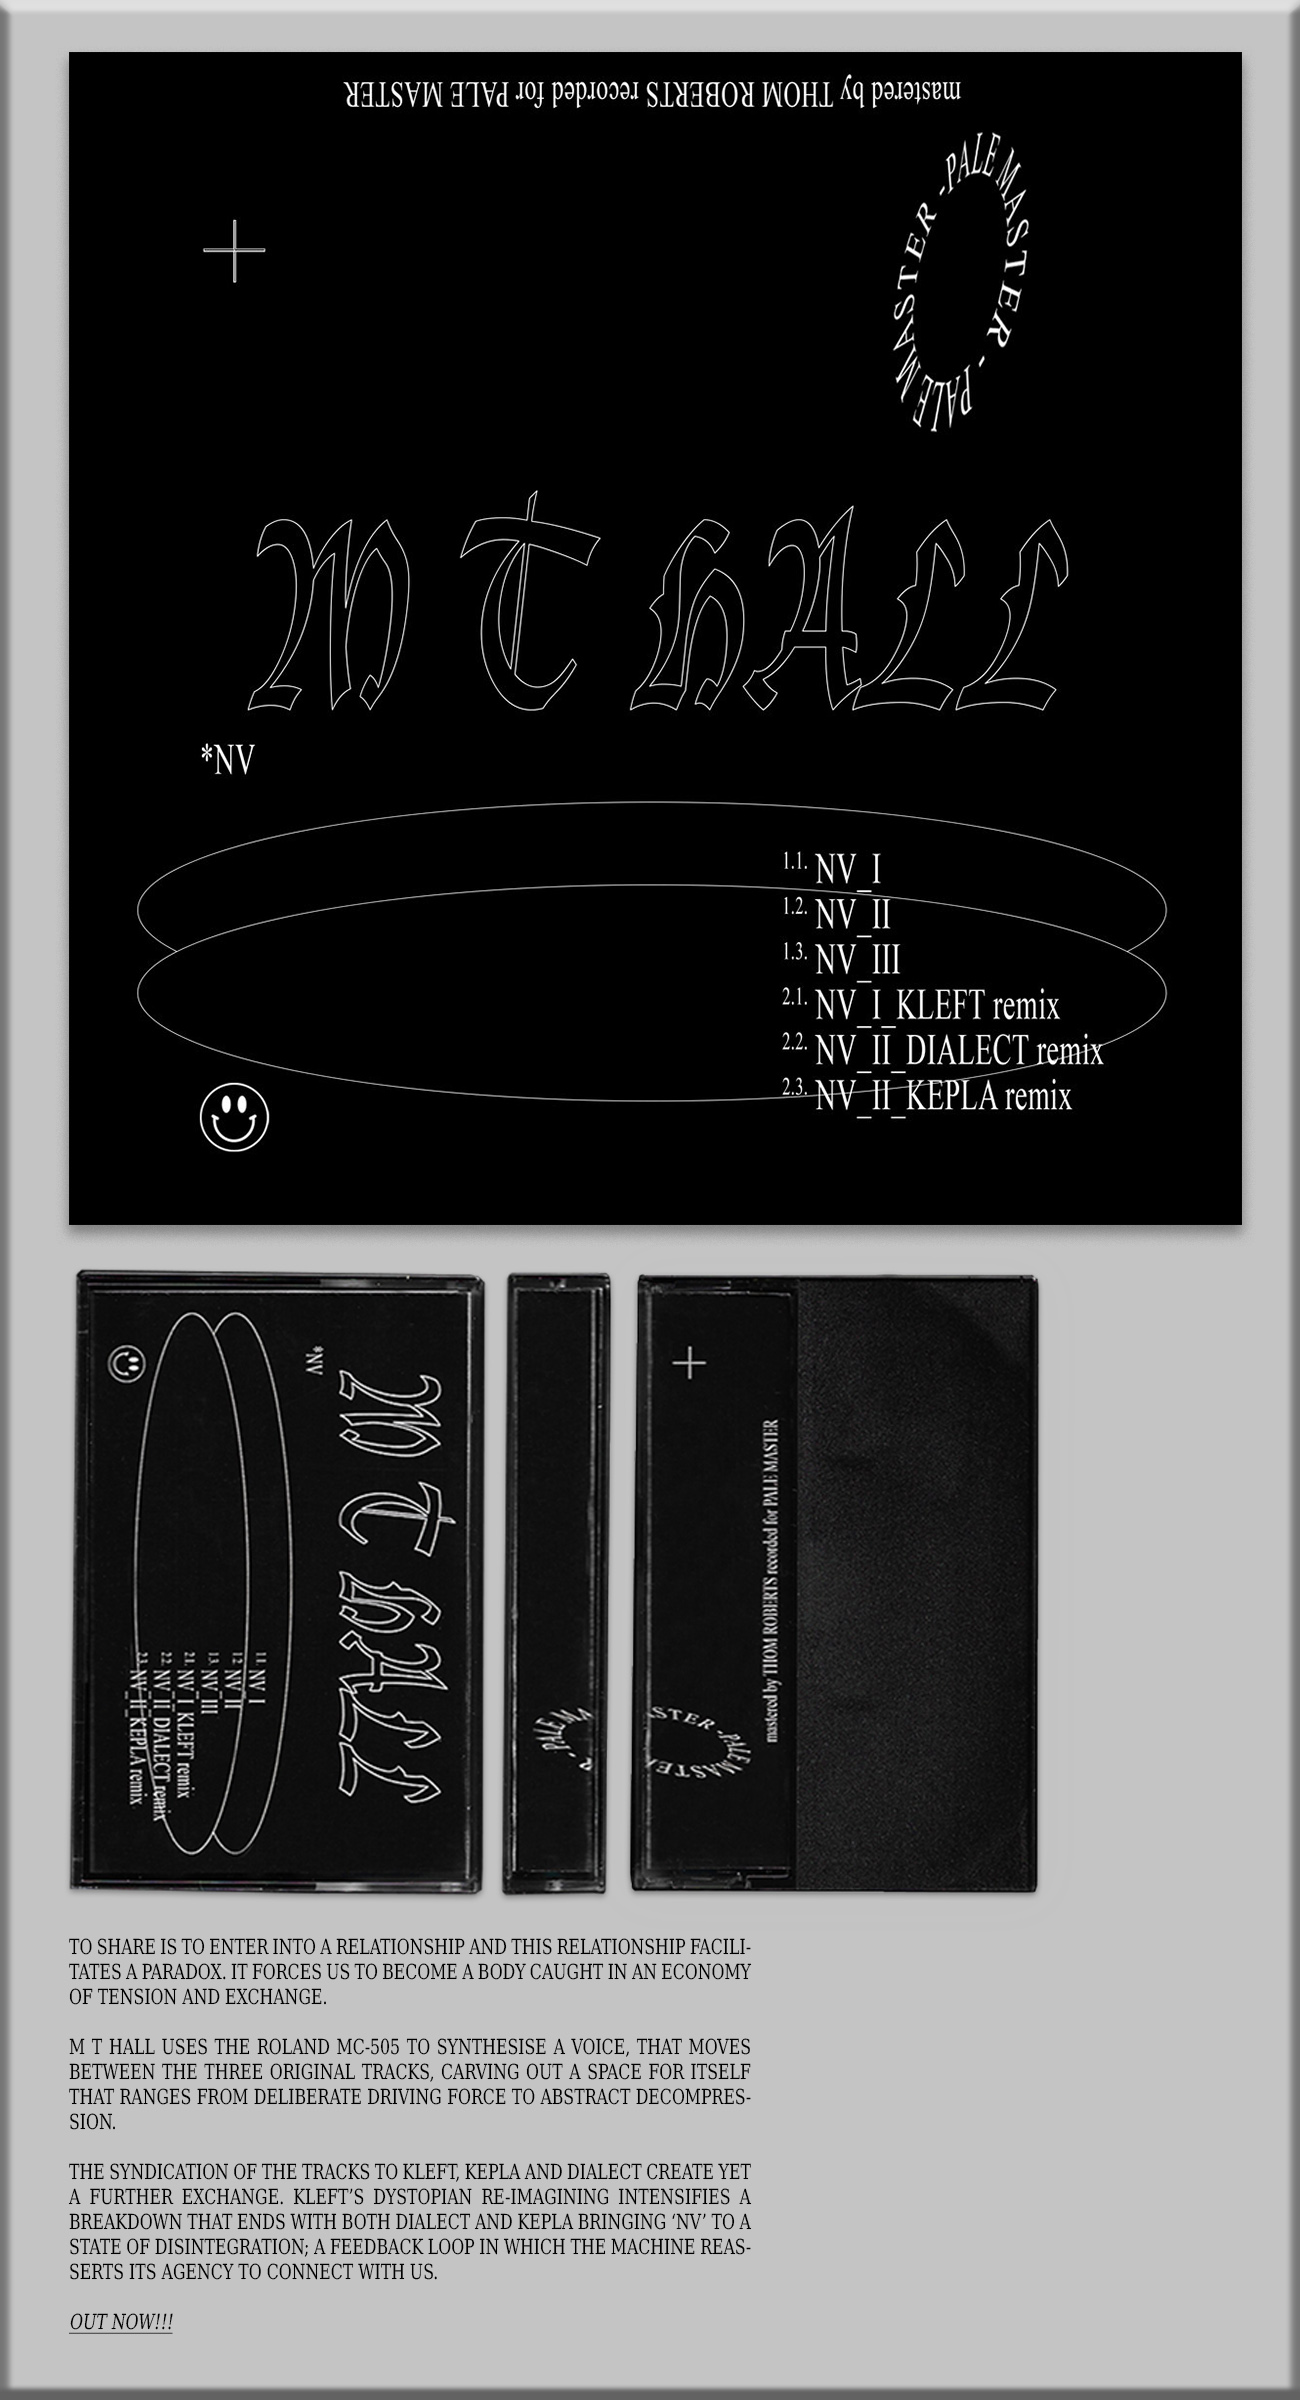 mastered by THOM ROBERTS recorded for PALE MASTER
PALE MASTER - PALE MASTER -
M T HALL
*NV
1.1. NV_I
1.2. NV_II
1.3. NV_III
2.1. NV_I_KLEFT remix
2.2. NV_II_DIALECT remix
2.3. NV_II_KEPLA remix
*NV
M T HALL
1.1. NV_I
1.2. NV_II
1.3. NV_III
2.1. NV_I_KLEFT remix
2.2. NV_II_DIALECT remix
2.3. NV_II_KEPLA remix
R - PALE MA
STER - PALE MASTER
mastered by THOM ROBERTS recorded for PALE MASTER
TO SHARE IS TO ENTER INTO A RELATIONSHIP AND THIS RELATIONSHIP FACILI-
TATES A PARADOX. IT FORCES US TO BECOME A BODY CAUGHT IN AN ECONOMY
OF TENSION AND EXCHANGE.
M T HALL USES THE ROLAND MC-505 TO SYNTHESISE A VOICE, THAT MOVES
BETWEEN THE THREE ORIGINAL TRACKS, CARVING OUT A SPACE FOR ITSELF
THAT RANGES FROM DELIBERATE DRIVING FORCE TO ABSTRACT DECOMPRES-
SION.
THE SYNDICATION OF THE TRACKS TO KLEFT, KEPLA AND DIALECT CREATE YET
A FURTHER EXCHANGE. KLEFT’S DYSTOPIAN RE-IMAGINING INTENSIFIES A
BREAKDOWN THAT ENDS WITH BOTH DIALECT AND KEPLA BRINGING ‘NV’ TO A
STATE OF DISINTEGRATION; A FEEDBACK LOOP IN WHICH THE MACHINE REAS-
SERTS ITS AGENCY TO CONNECT WITH US.
OUT NOW!!!